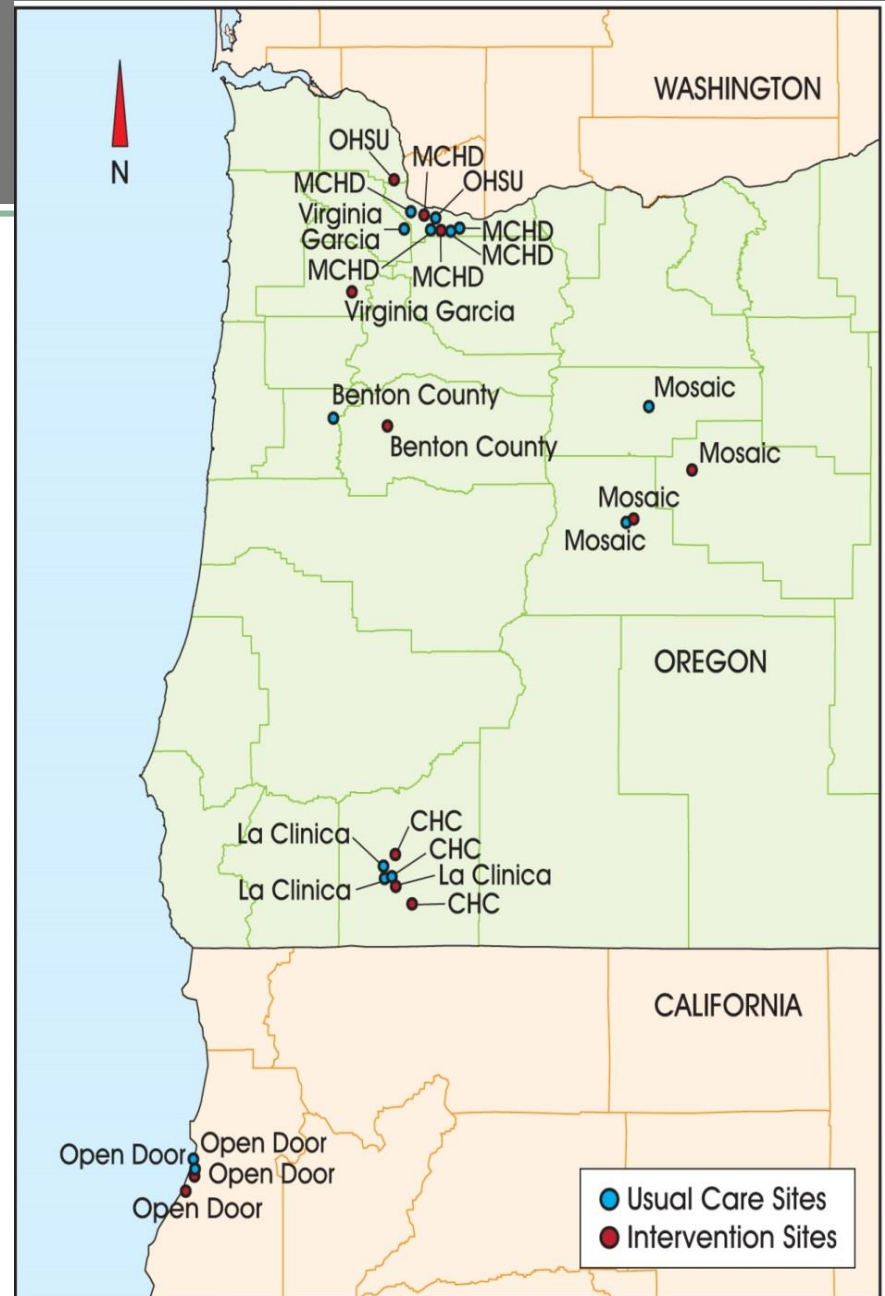 WASHINGTON
N
OHSU
MCHD
MCHD
OHSU
Virginia
Garcia
MCHD
MCHD
MCHD
MCHD
Virginia Garcia
Benton County
Mosaic
Benton County
Mosaic
Mosaic
Mosaic
OREGON
CHC
La Clinica
CHC
La Clinica
La Clinica
CHC
CALIFORNIA
Open Door
Open Door
Open Door
Open Door
Usual Care Sites
Intervention Sites